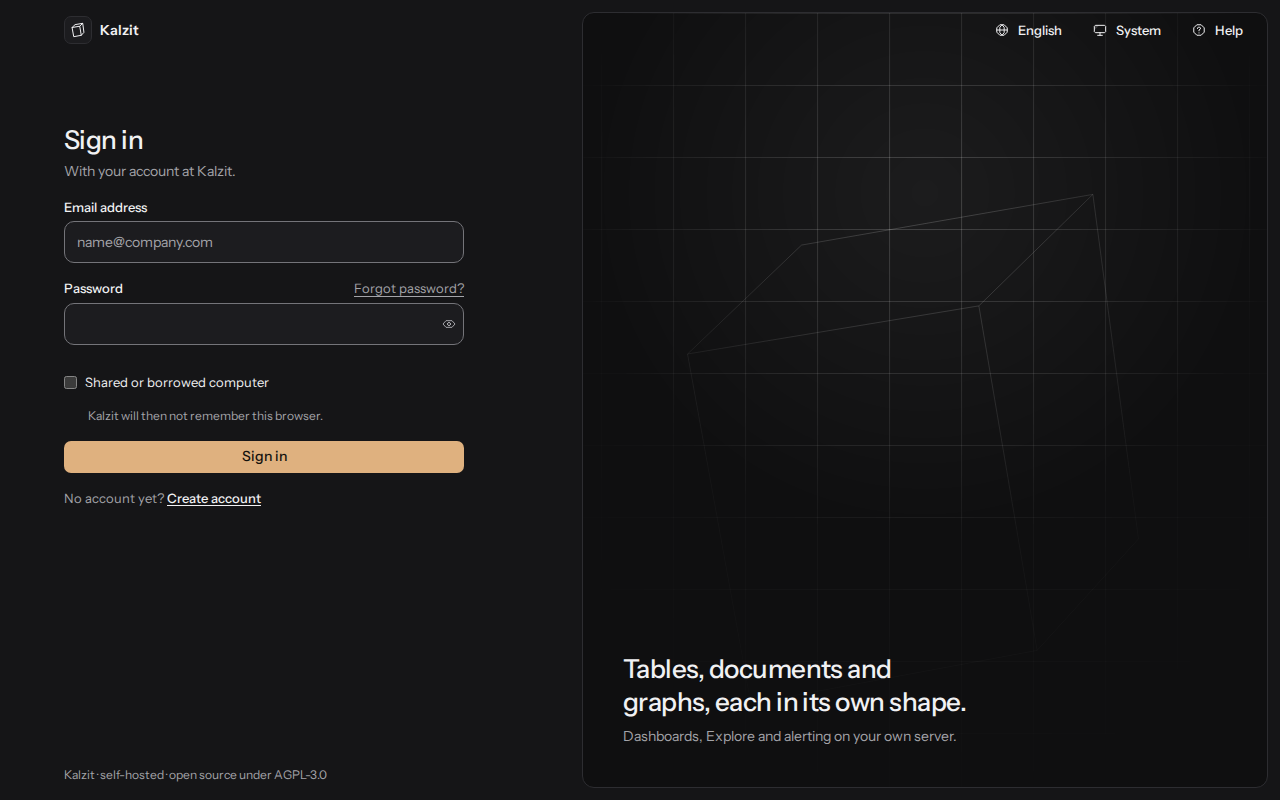 Kalzit
English
System
Help
Sign in
With your account at Kalzit.
Email address
name@company.com
Password
Forgot password?
Shared or borrowed computer
Kalzit will then not remember this browser.
Sign in
No account yet? Create account
Tables, documents and
graphs, each in its own shape.
Dashboards, Explore and alerting on your own server.
Kalzit · self-hosted · open source under AGPL-3.0